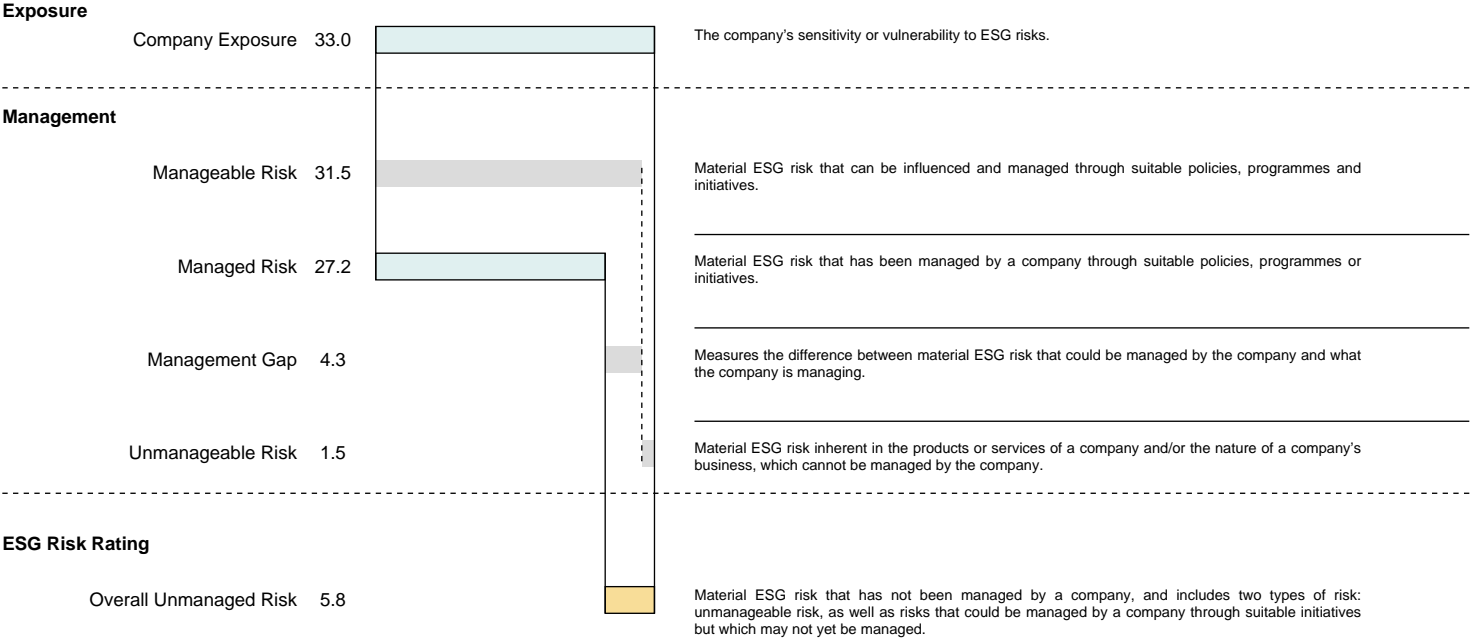 Exposure
Company Exposure 33.0
The company’s sensitivity or vulnerability to ESG risks.
Management
Manageable Risk 31.5
Material ESG risk that can be influenced and managed through suitable policies, programmes and
initiatives.
Managed Risk 27.2
Material ESG risk that has been managed by a company through suitable policies, programmes or
initiatives.
Management Gap 4.3
Measures the difference between material ESG risk that could be managed by the company and what
the company is managing.
Unmanageable Risk 1.5
Material ESG risk inherent in the products or services of a company and/or the nature of a company’s
business, which cannot be managed by the company.
ESG Risk Rating
Overall Unmanaged Risk 5.8
Material ESG risk that has not been managed by a company, and includes two types of risk:
unmanageable risk, as well as risks that could be managed by a company through suitable initiatives
but which may not yet be managed.